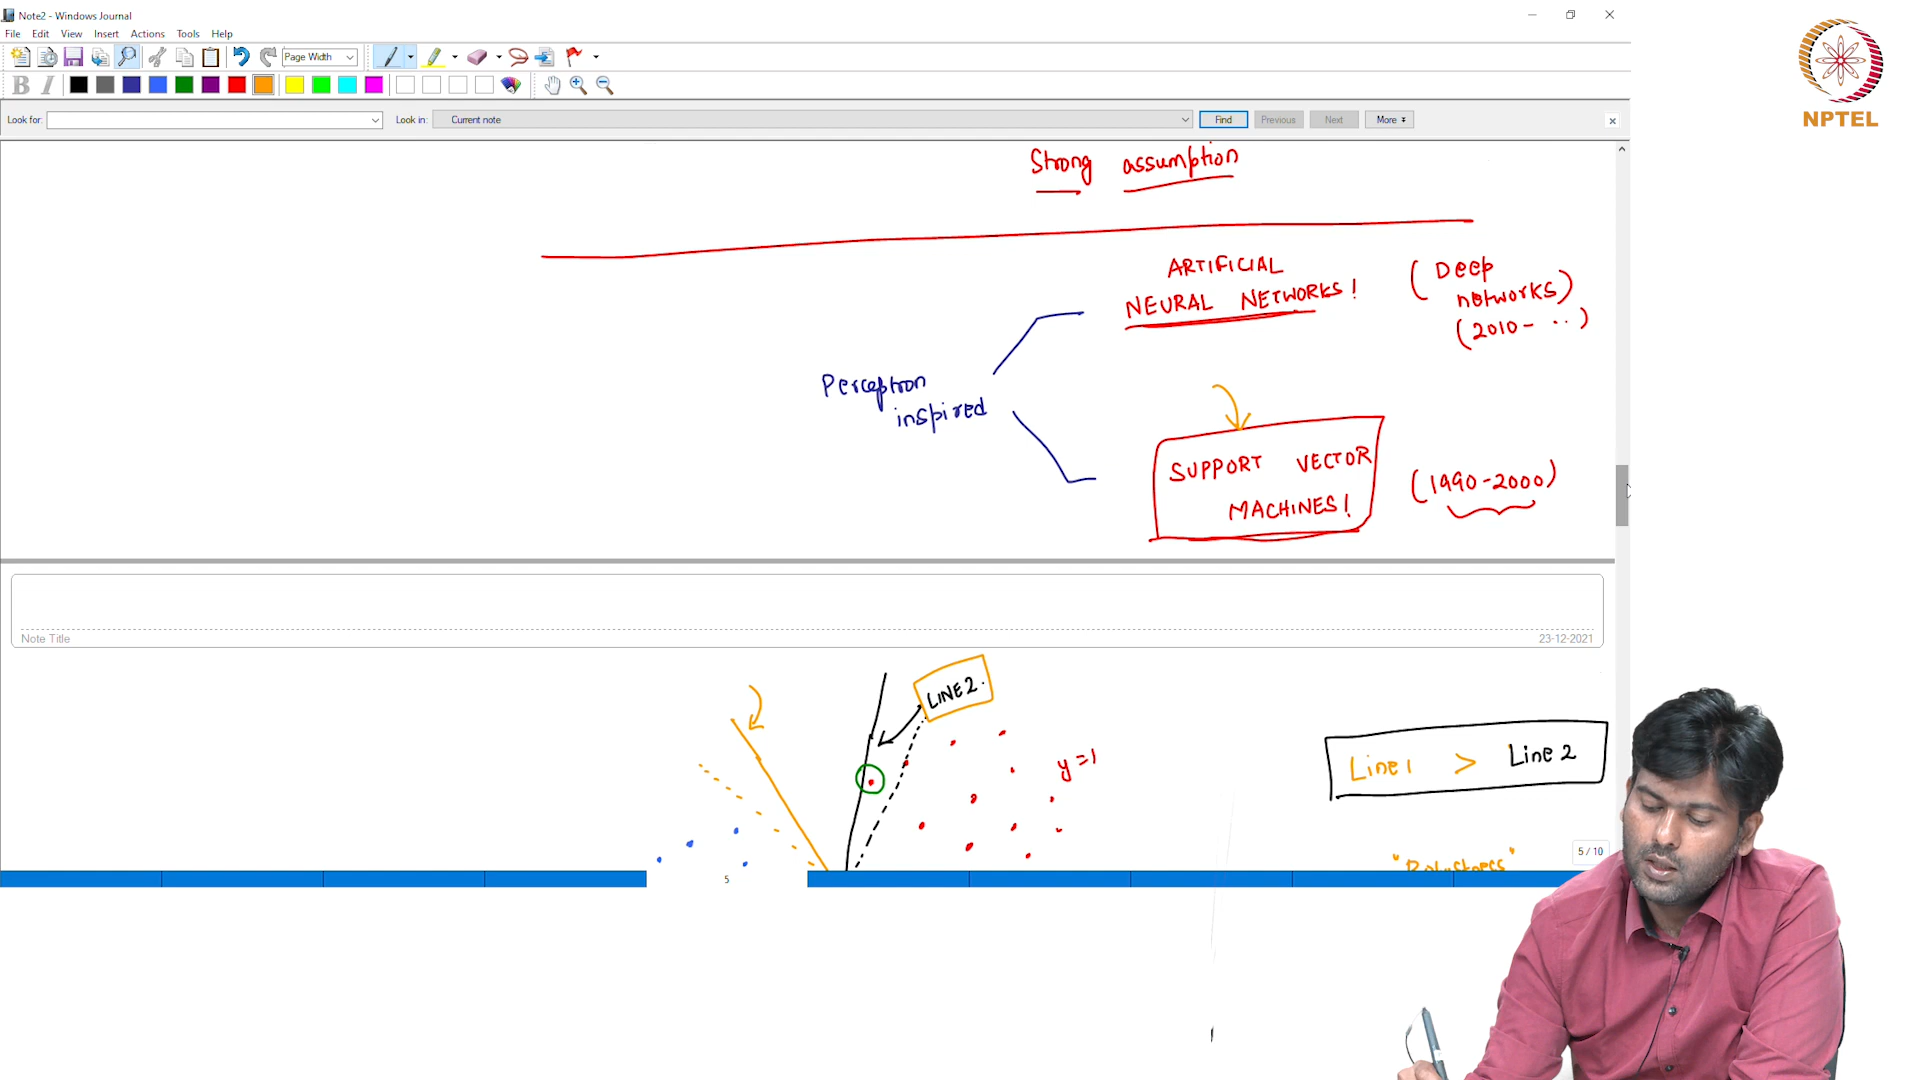 Note2 - Windows Journal
File Edit View Insert Actions Tools Help
Page Width
B I
Look for: Look in: Current note Find Previous Next More
NPTEL
Strong assumption
ARTIFICIAL
NEURAL NETWORKS!
(Deep
networks)
(2010- ..)
Perceptron
inspired
SUPPORT VECTOR
MACHINES!
(1990-2000)
Note Title
23-12-2021
LINE 2.
y=1
Line 1 > Line 2
5 / 10
"Robustness"
5